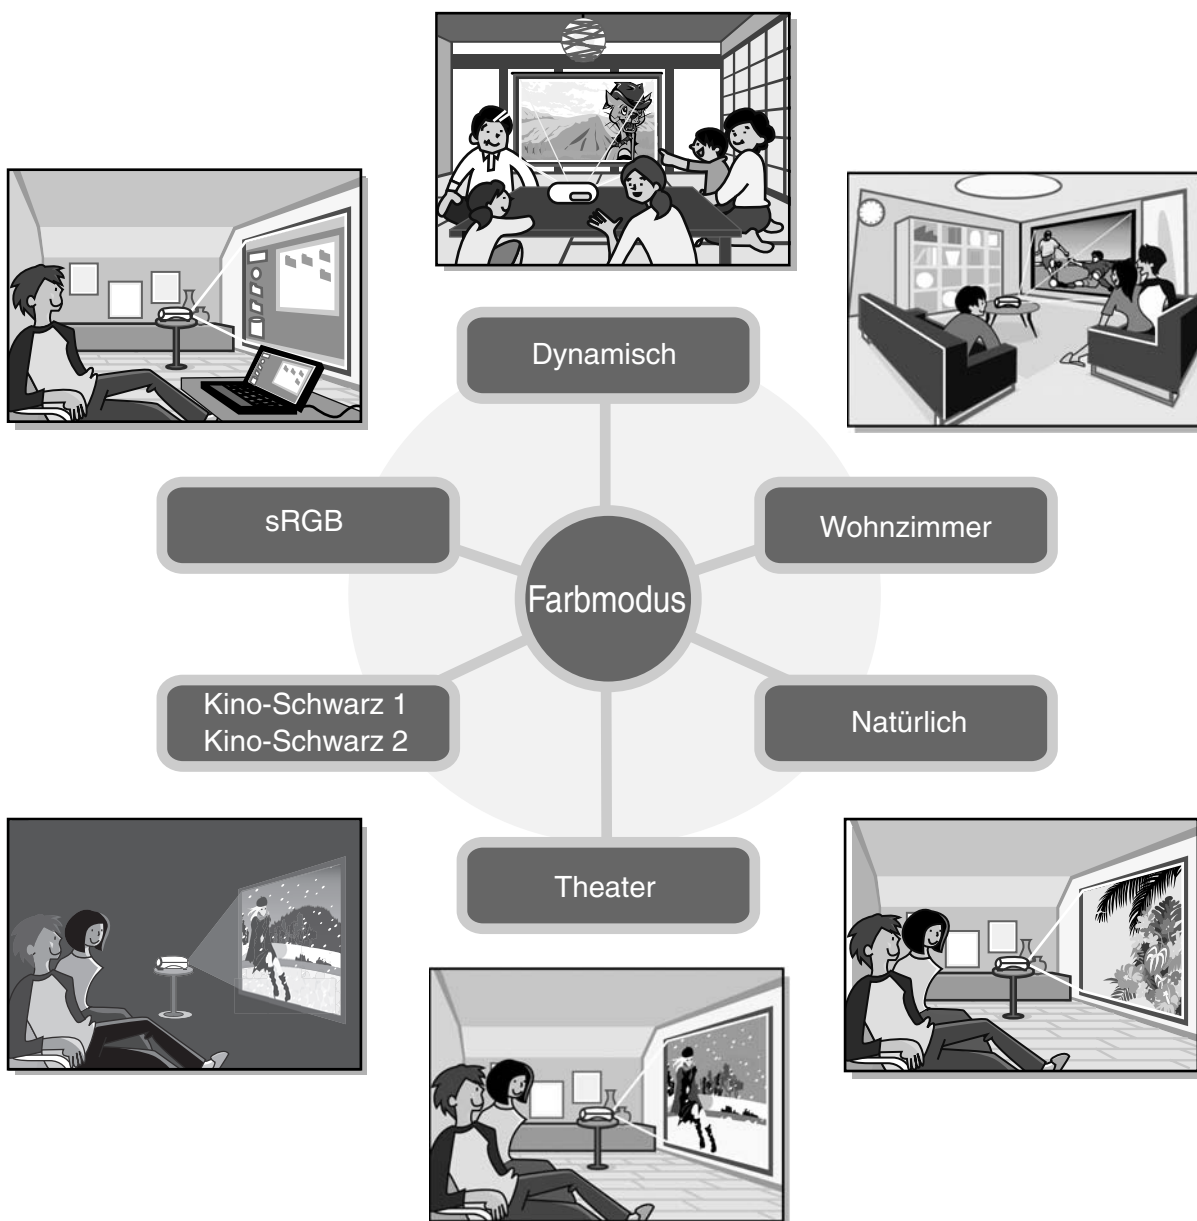 Dynamisch
sRGB
Wohnzimmer
Farbmodus
Kino-Schwarz 1
Kino-Schwarz 2
Natürlich
Theater